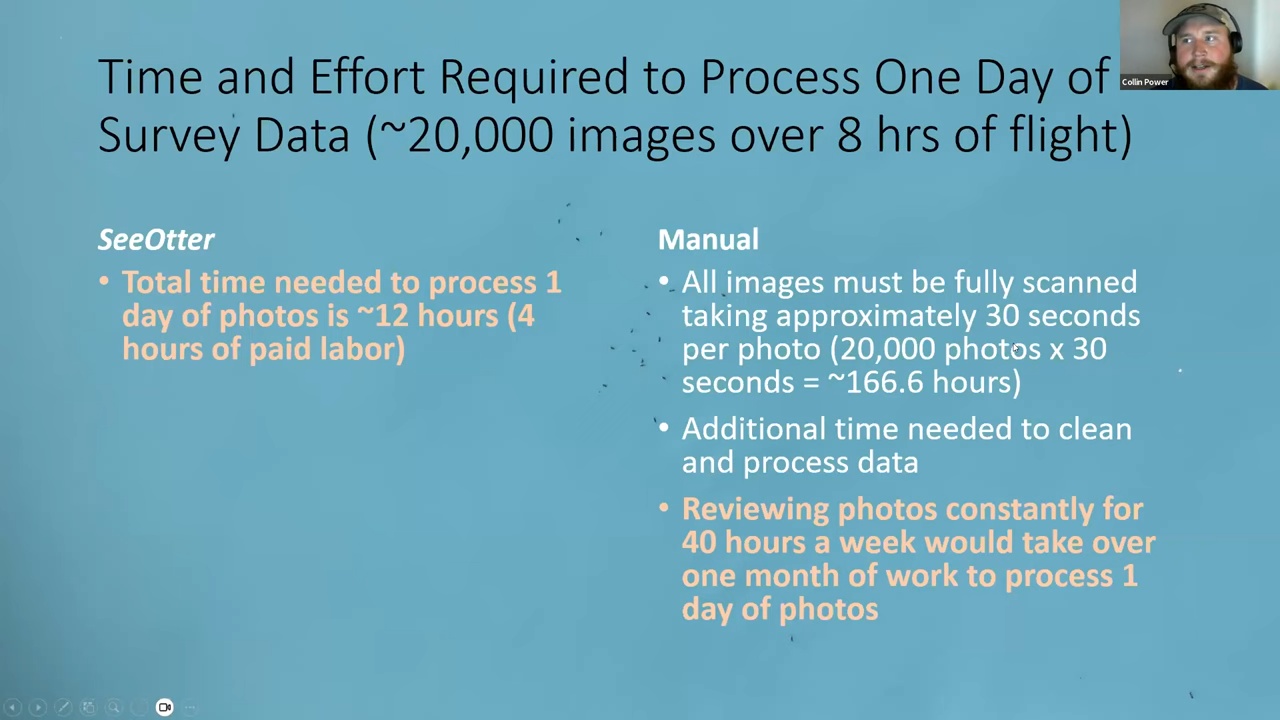 Time and Effort Required to Process One Day of
Survey Data (~20,000 images over 8 hrs of flight)
Collin Power
SeeOtter
• Total time needed to process 1
day of photos is ~12 hours (4
hours of paid labor)
Manual
• All images must be fully scanned
taking approximately 30 seconds
per photo (20,000 photos x 30
seconds = ~166.6 hours)
• Additional time needed to clean
and process data
• Reviewing photos constantly for
40 hours a week would take over
one month of work to process 1
day of photos